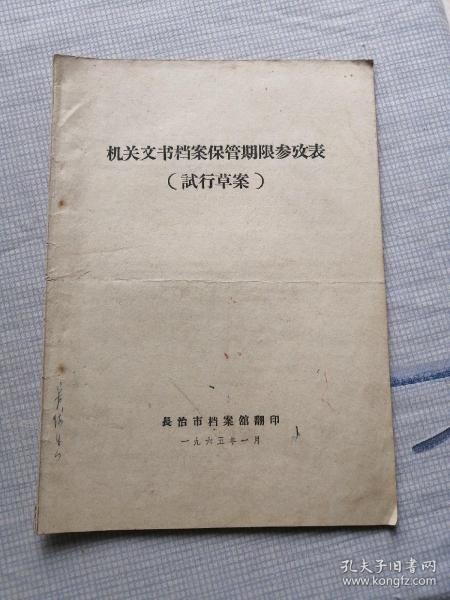 机关文书档案保管期限参攷表
（試行草案）
長治市档案舘翻印
一九六五年一月
孔夫子旧书网
www.kongfz.com